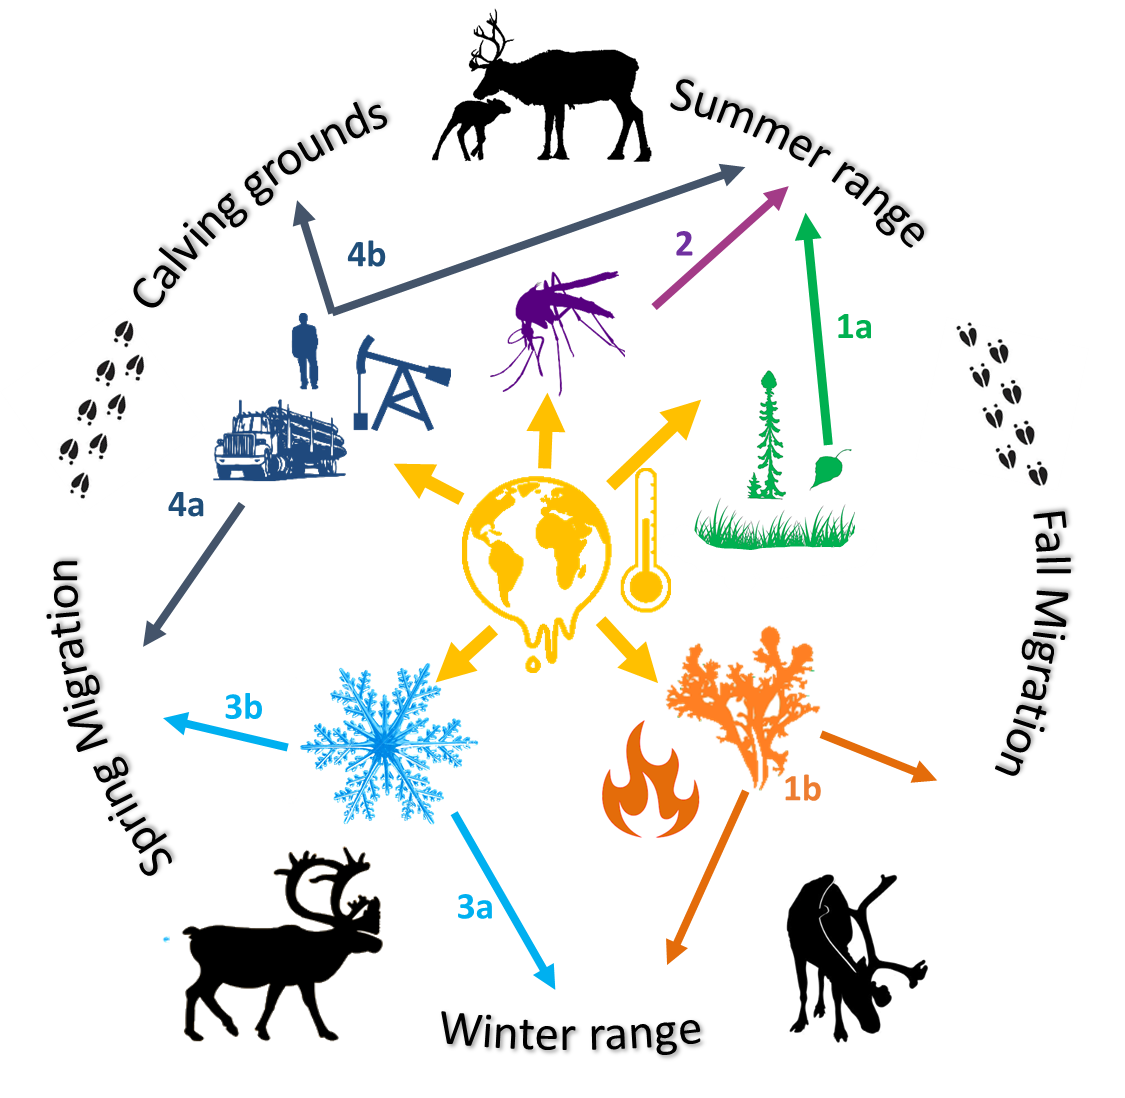 Calving grounds
Summer range
4b
2
1a
4a
Fall Migration
Spring Migration
3b
1b
3a
Winter range